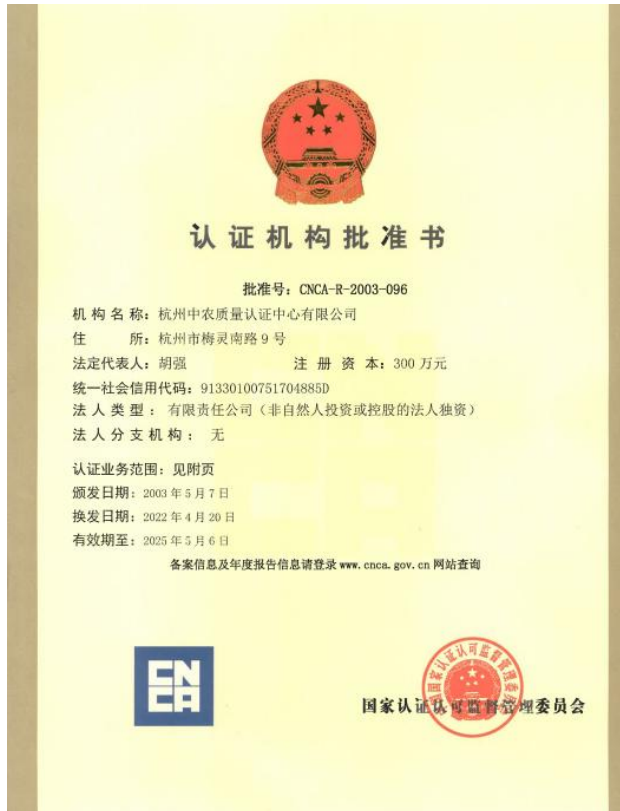 认证机构批准书
批准号：CNCA-R-2003-096
机构名称：杭州中农质量认证中心有限公司
住 所：杭州市梅灵南路9号
法定代表人：胡强 注册资本：300万元
统一社会信用代码：91330100751704885D
法人类型：有限责任公司（非自然人投资或控股的法人独资）
法人分支机构：无
认证业务范围：见附页
颁发日期：2003年5月7日
换发日期：2022年4月20日
有效期至：2025年5月6日
备案信息及年度报告信息请登录www.cnca.gov.cn网站查询
CN
CA
国家认证认可监督管理委员会